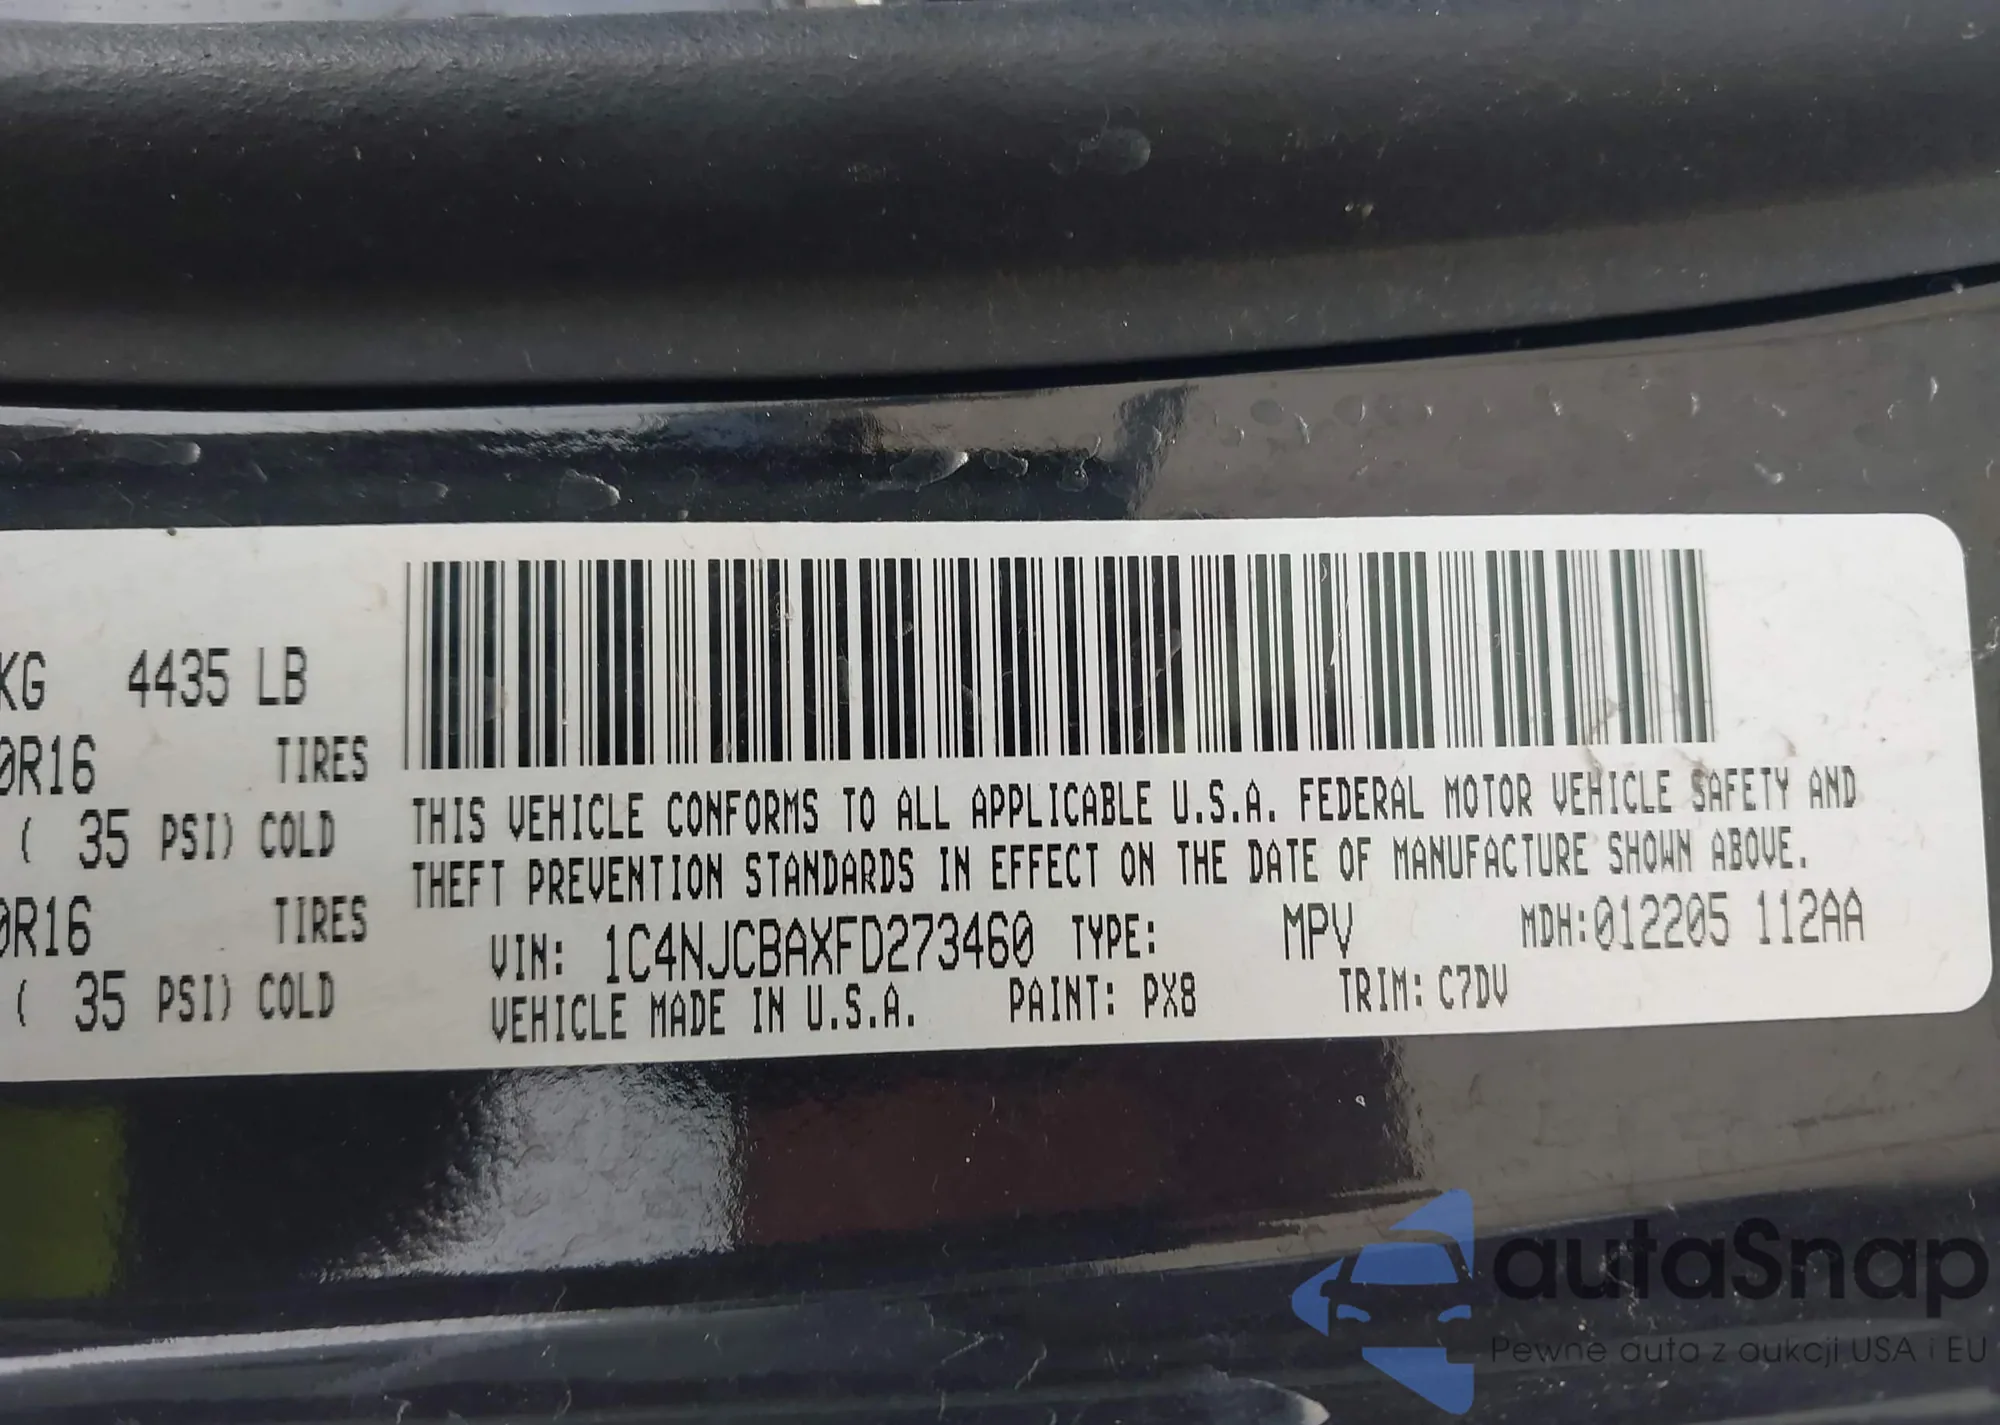 KG 4435 LB
0R16 TIRES
( 35 PSI) COLD
0R16 TIRES
( 35 PSI) COLD
THIS VEHICLE CONFORMS TO ALL APPLICABLE U.S.A. FEDERAL MOTOR VEHICLE SAFETY AND
THEFT PREVENTION STANDARDS IN EFFECT ON THE DATE OF MANUFACTURE SHOWN ABOVE.
VIN: 1C4NJCBAXFD273460 TYPE: MPV MDH:012205 112AA
VEHICLE MADE IN U.S.A. PAINT: PX8 TRIM: C7DV
autaSnap
Pewne auta z aukcji USA i EU